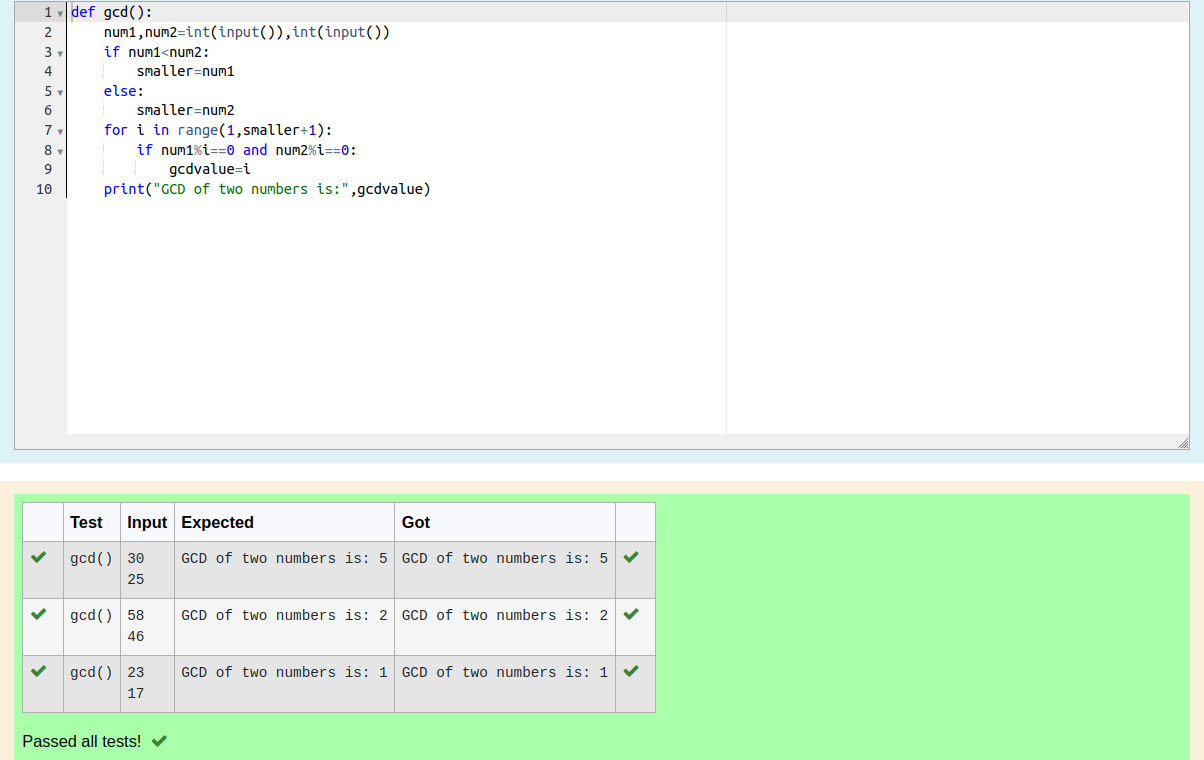 1 def gcd():
2     num1,num2=int(input()),int(input())
3     if num1<num2:
4         smaller=num1
5     else:
6         smaller=num2
7     for i in range(1,smaller+1):
8         if num1%i==0 and num2%i==0:
9             gcdvalue=i
10     print("GCD of two numbers is:",gcdvalue)
Test Input Expected Got
gcd() 30 GCD of two numbers is: 5 GCD of two numbers is: 5
25
gcd() 58 GCD of two numbers is: 2 GCD of two numbers is: 2
46
gcd() 23 GCD of two numbers is: 1 GCD of two numbers is: 1
17
Passed all tests!